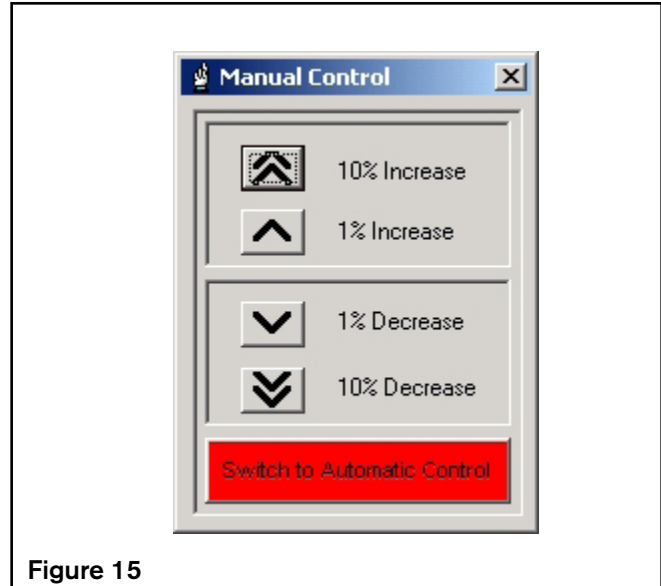 Manual Control
10% Increase
1% Increase
1% Decrease
10% Decrease
Switch to Automatic Control
Figure 15